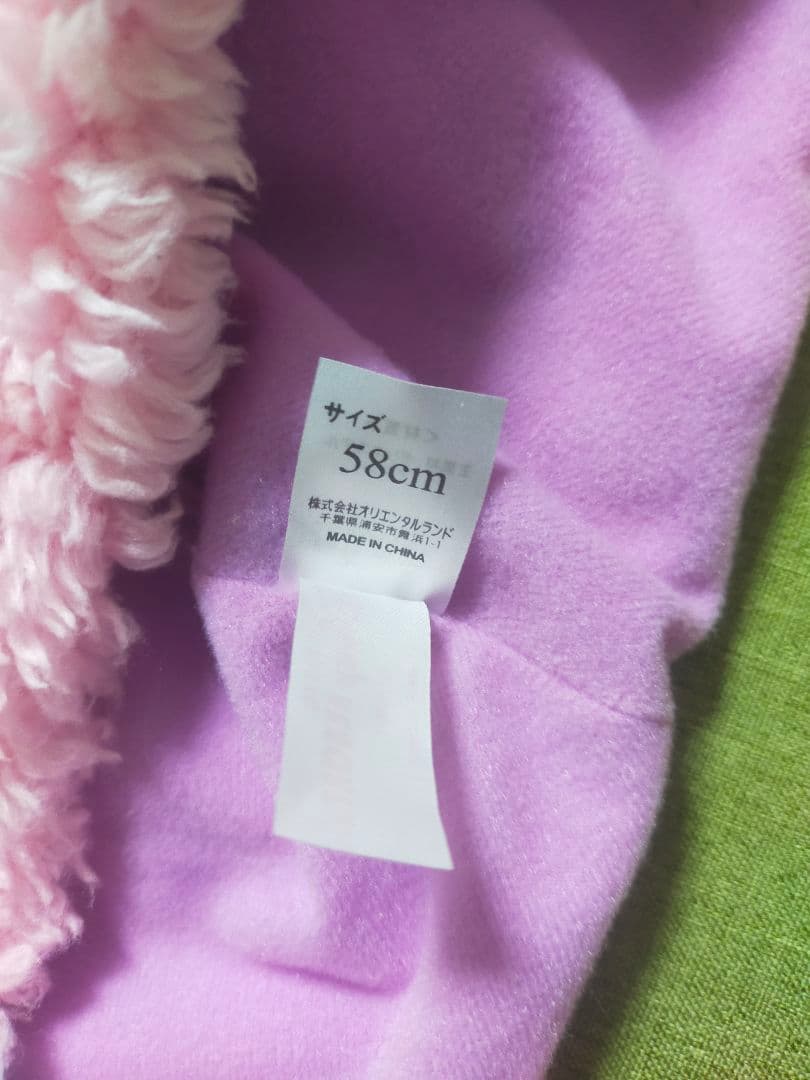 サイズ
58cm
株式会社オリエンタルランド
千葉県浦安市舞浜1-1
MADE IN CHINA